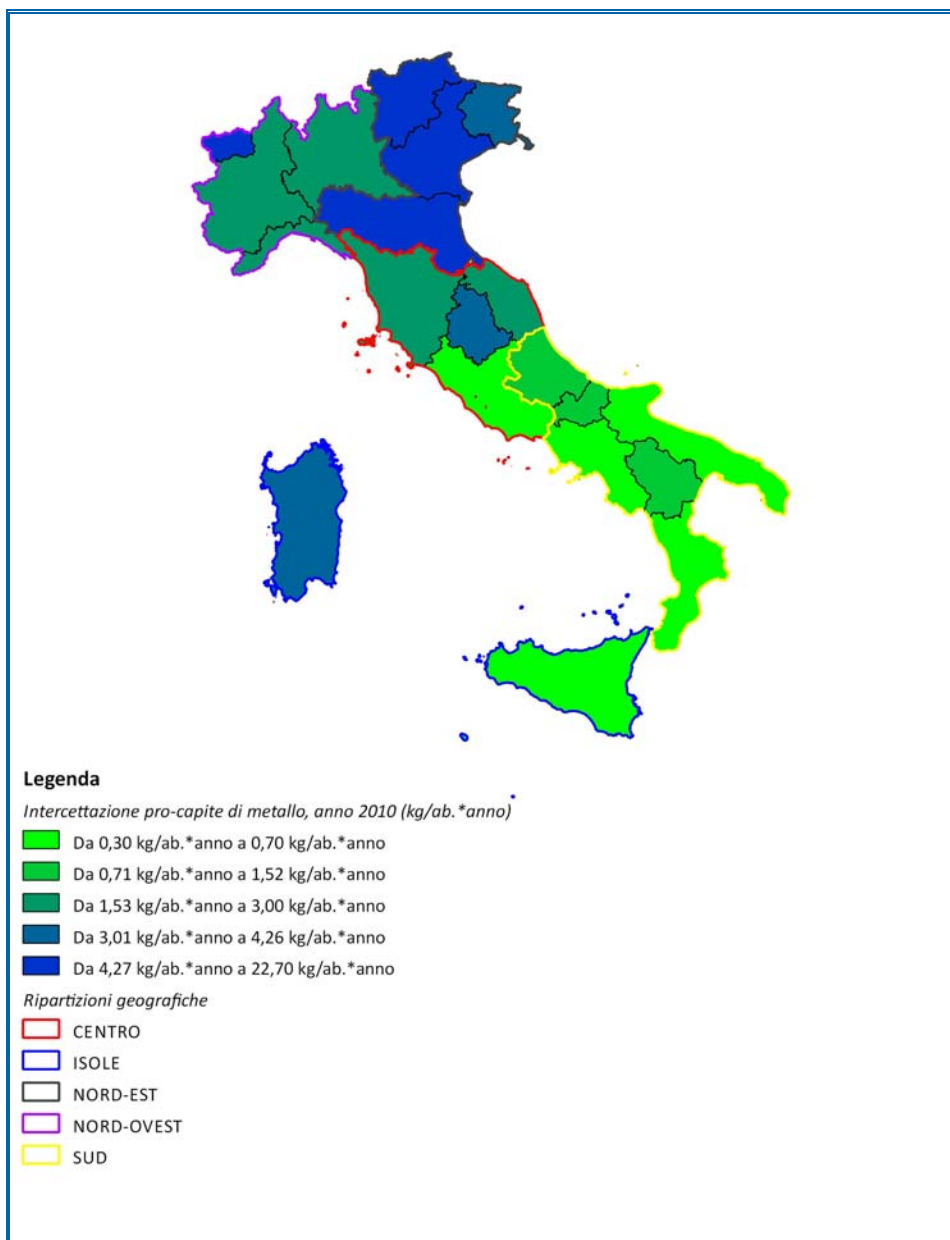 Legenda
Intercettazione pro-capite di metallo, anno 2010 (kg/ab.*anno)
Da 0,30 kg/ab.*anno a 0,70 kg/ab.*anno
Da 0,71 kg/ab.*anno a 1,52 kg/ab.*anno
Da 1,53 kg/ab.*anno a 3,00 kg/ab.*anno
Da 3,01 kg/ab.*anno a 4,26 kg/ab.*anno
Da 4,27 kg/ab.*anno a 22,70 kg/ab.*anno
Ripartizioni geografiche
CENTRO
ISOLE
NORD-EST
NORD-OVEST
SUD